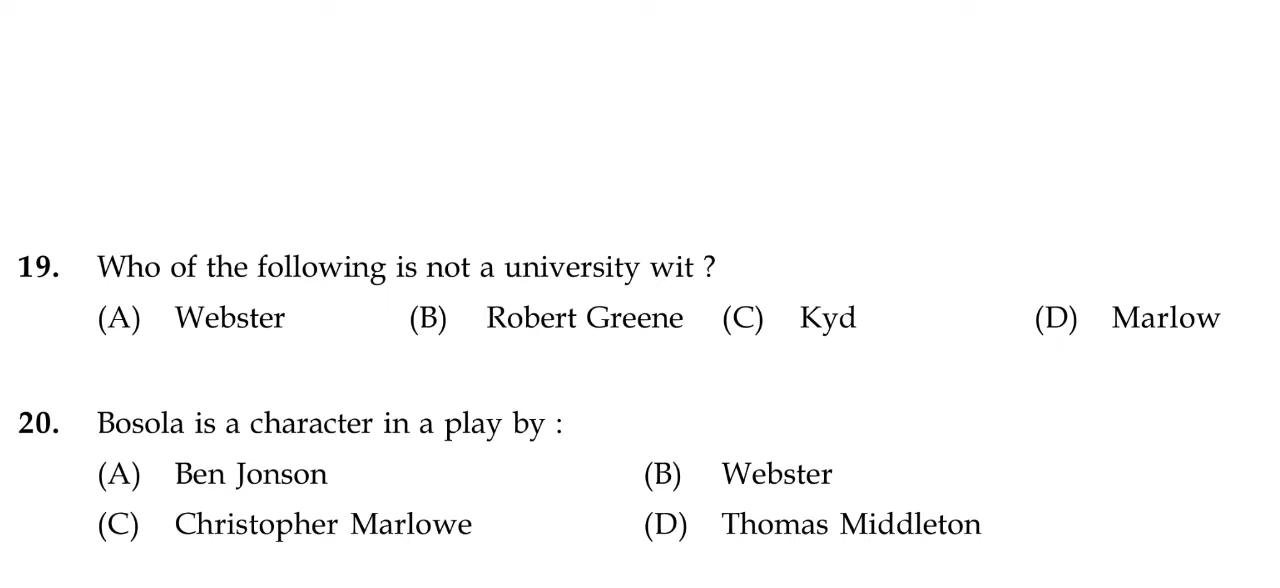 19. Who of the following is not a university wit ?
(A) Webster (B) Robert Greene (C) Kyd (D) Marlow
20. Bosola is a character in a play by :
(A) Ben Jonson (B) Webster
(C) Christopher Marlowe (D) Thomas Middleton